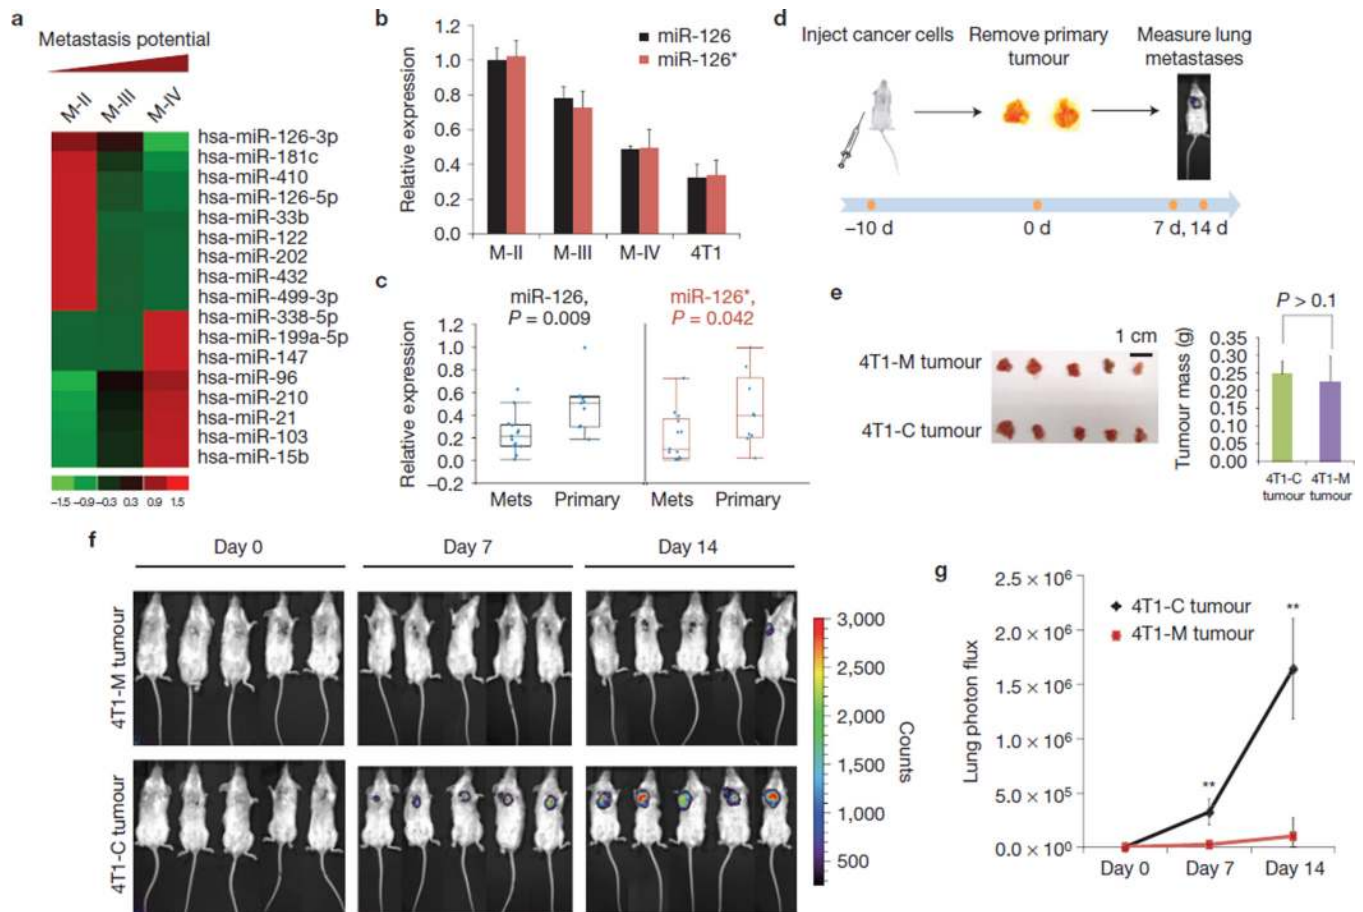 a
Metastasis potential
M-II M-III M-IV
hsa-miR-126-3p
hsa-miR-181c
hsa-miR-410
hsa-miR-126-5p
hsa-miR-33b
hsa-miR-122
hsa-miR-202
hsa-miR-432
hsa-miR-499-3p
hsa-miR-338-5p
hsa-miR-199a-5p
hsa-miR-147
hsa-miR-96
hsa-miR-210
hsa-miR-21
hsa-miR-103
hsa-miR-15b
–1.5 –0.9 –0.3 0.3 0.9 1.5
b
Relative expression
1.2
1.0
0.8
0.6
0.4
0.2
0.0
miR-126
miR-126*
M-II M-III M-IV 4T1
c
miR-126,
P = 0.009
miR-126*,
P = 0.042
Relative expression
1.2
1.0
0.8
0.6
0.4
0.2
0.0
–0.2
Mets Primary Mets Primary
d
Inject cancer cells
Remove primary
tumour
Measure lung
metastases
–10 d 0 d 7 d, 14 d
e
1 cm
4T1-M tumour
4T1-C tumour
P > 0.1
Tumour mass (g)
0.35
0.30
0.25
0.20
0.15
0.10
0.05
0.00
4T1-C
tumour
4T1-M
tumour
f
Day 0 Day 7 Day 14
4T1-M tumour
4T1-C tumour
3,000
2,500
2,000
1,500
1,000
500
Counts
g
Lung photon flux
2.5 × 10⁶
2.0 × 10⁶
1.5 × 10⁶
1.0 × 10⁶
5.0 × 10⁵
0.0 × 10⁰
4T1-C tumour
4T1-M tumour
**
**
Day 0 Day 7 Day 14